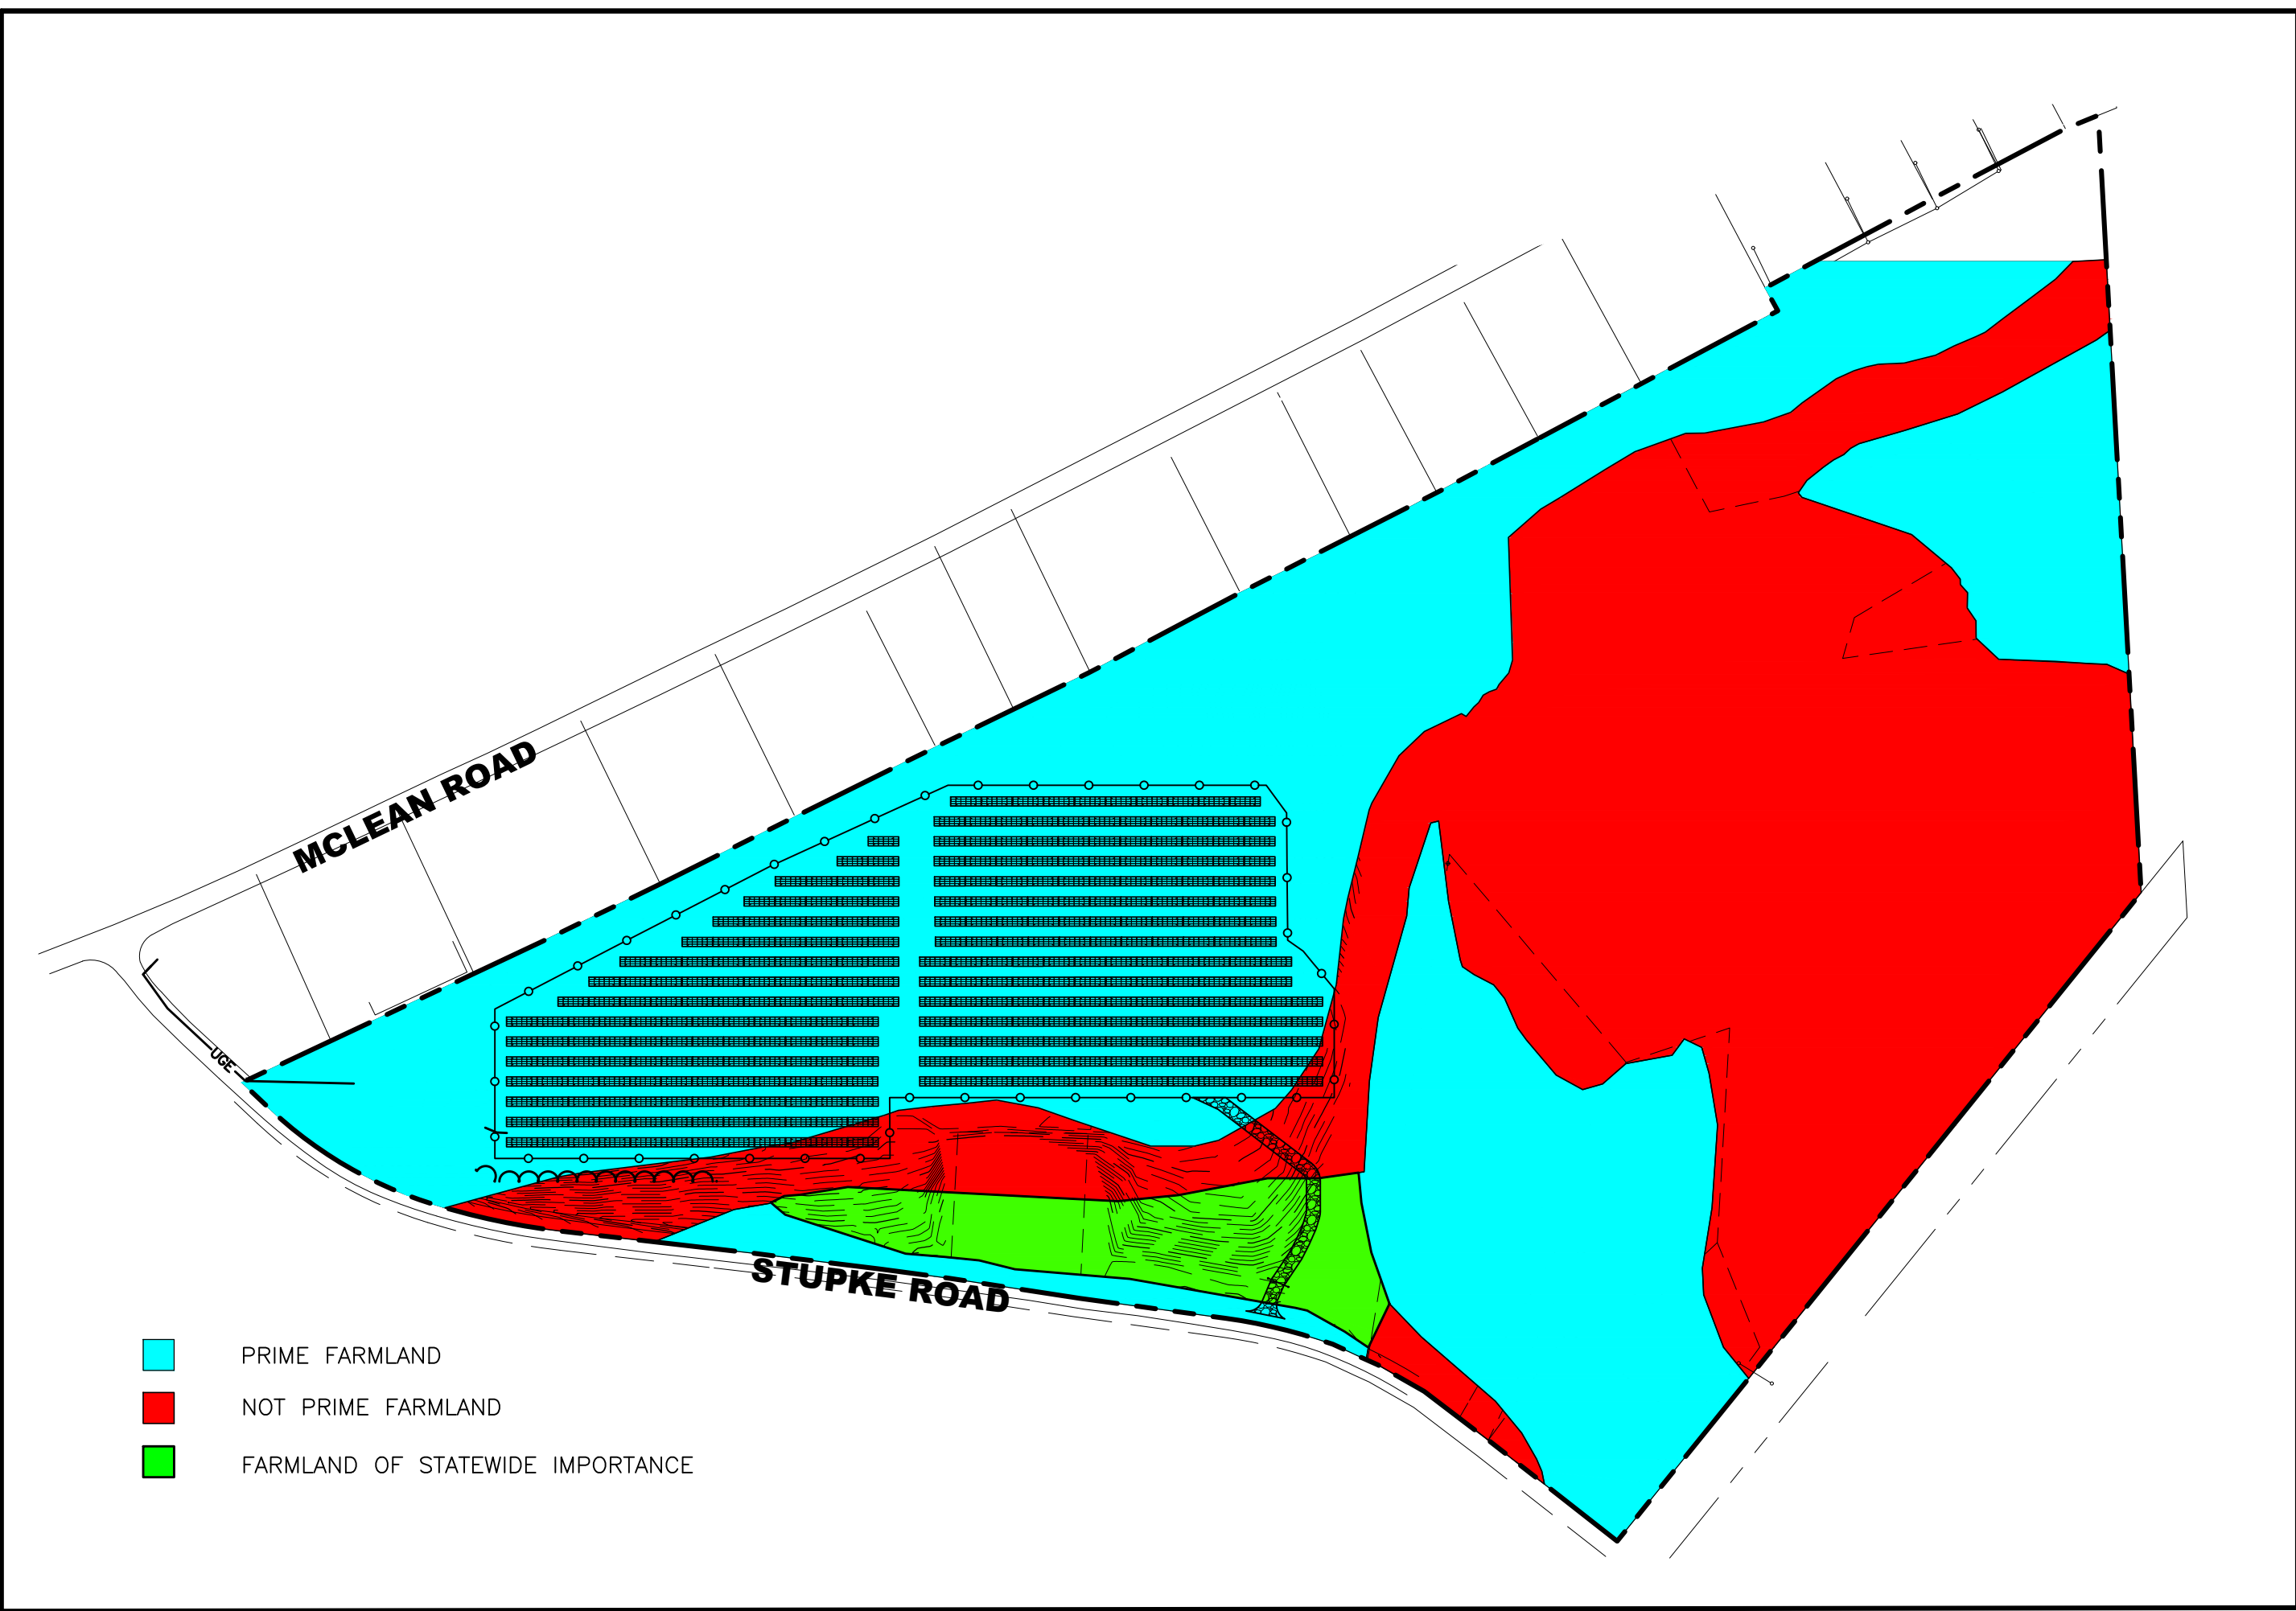 MCLEAN ROAD
UGE
STUPKE ROAD
PRIME FARMLAND
NOT PRIME FARMLAND
FARMLAND OF STATEWIDE IMPORTANCE